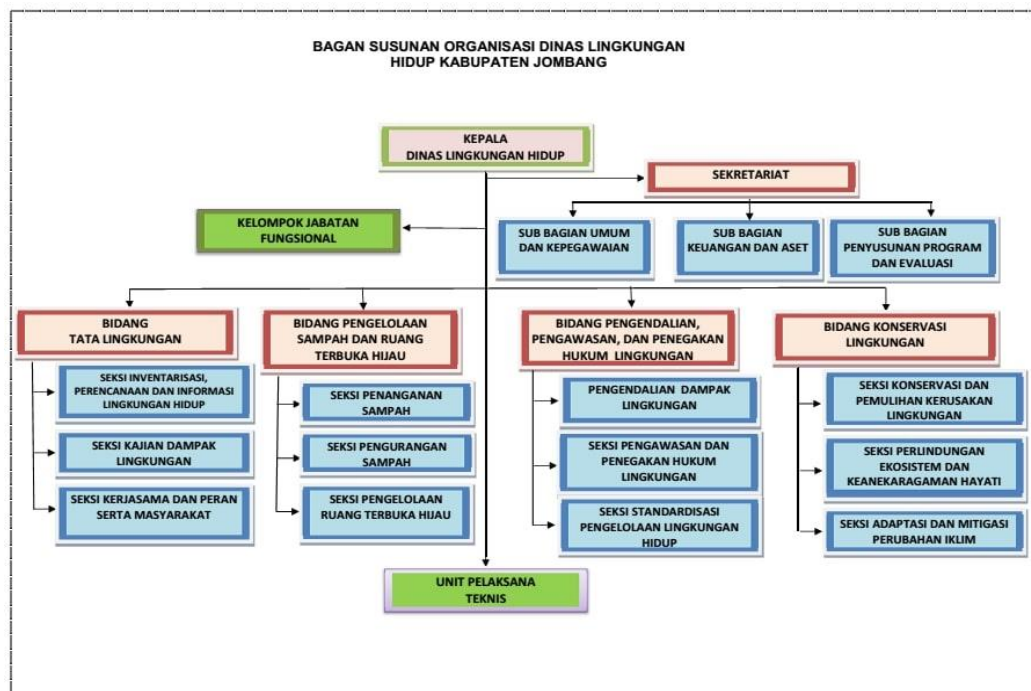 BAGAN SUSUNAN ORGANISASI DINAS LINGKUNGAN
HIDUP KABUPATEN JOMBANG
KEPALA
DINAS LINGKUNGAN HIDUP
SEKRETARIAT
KELOMPOK JABATAN
FUNGSIONAL
SUB BAGIAN UMUM
DAN KEPEGAWAIAN
SUB BAGIAN
KEUANGAN DAN ASET
SUB BAGIAN
PENYUSUNAN PROGRAM
DAN EVALUASI
BIDANG
TATA LINGKUNGAN
SEKSI INVENTARISASI,
PERENCANAAN DAN INFORMASI
LINGKUNGAN HIDUP
SEKSI KAJIAN DAMPAK
LINGKUNGAN
SEKSI KERJASAMA DAN PERAN
SERTA MASYARAKAT
BIDANG PENGELOLAAN
SAMPAH DAN RUANG
TERBUKA HIJAU
SEKSI PENANGANAN
SAMPAH
SEKSI PENGURANGAN
SAMPAH
SEKSI PENGELOLAAN
RUANG TERBUKA HIJAU
BIDANG PENGENDALIAN,
PENGAWASAN, DAN PENEGAKAN
HUKUM LINGKUNGAN
PENGENDALIAN DAMPAK
LINGKUNGAN
SEKSI PENGAWASAN DAN
PENEGAKAN HUKUM
LINGKUNGAN
SEKSI STANDARDISASI
PENGELOLAAN LINGKUNGAN
HIDUP
BIDANG KONSERVASI
LINGKUNGAN
SEKSI KONSERVASI DAN
PEMULIHAN KERUSAKAN
LINGKUNGAN
SEKSI PERLINDUNGAN
EKOSISTEM DAN
KEANEKARAGAMAN HAYATI
SEKSI ADAPTASI DAN MITIGASI
PERUBAHAN IKLIM
UNIT PELAKSANA
TEKNIS